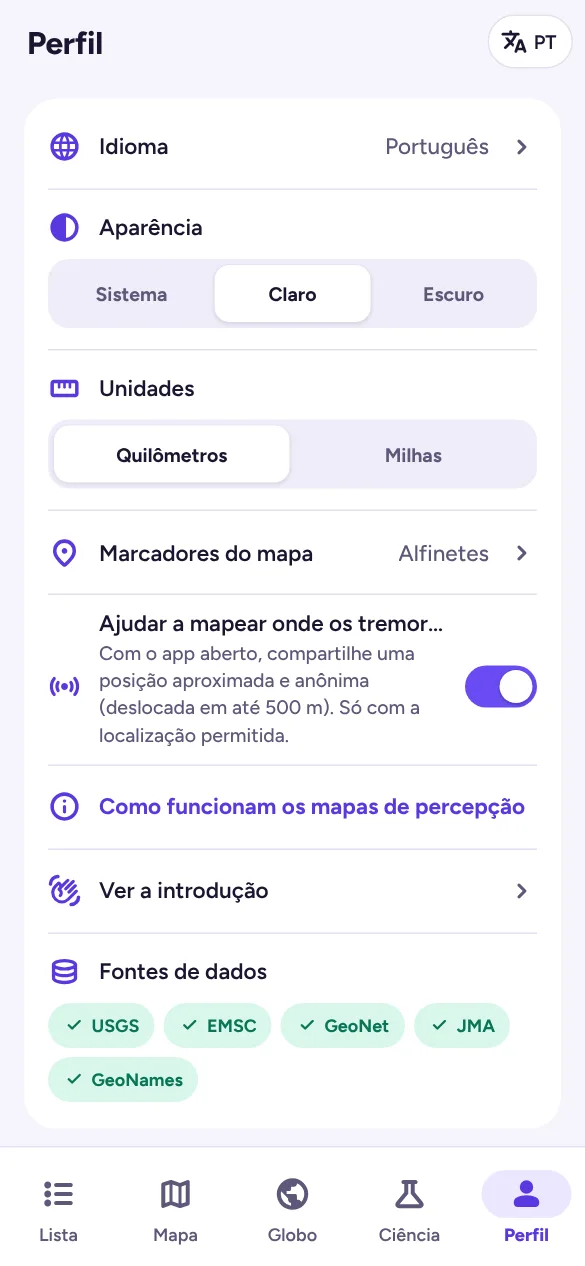 Perfil
PT
Idioma
Português
Aparência
Sistema
Claro
Escuro
Unidades
Quilômetros
Milhas
Marcadores do mapa
Alfinetes
Ajudar a mapear onde os tremor...
Com o app aberto, compartilhe uma
posição aproximada e anônima
(deslocada em até 500 m). Só com a
localização permitida.
Como funcionam os mapas de percepção
Ver a introdução
Fontes de dados
USGS
EMSC
GeoNet
JMA
GeoNames
Lista
Mapa
Globo
Ciência
Perfil